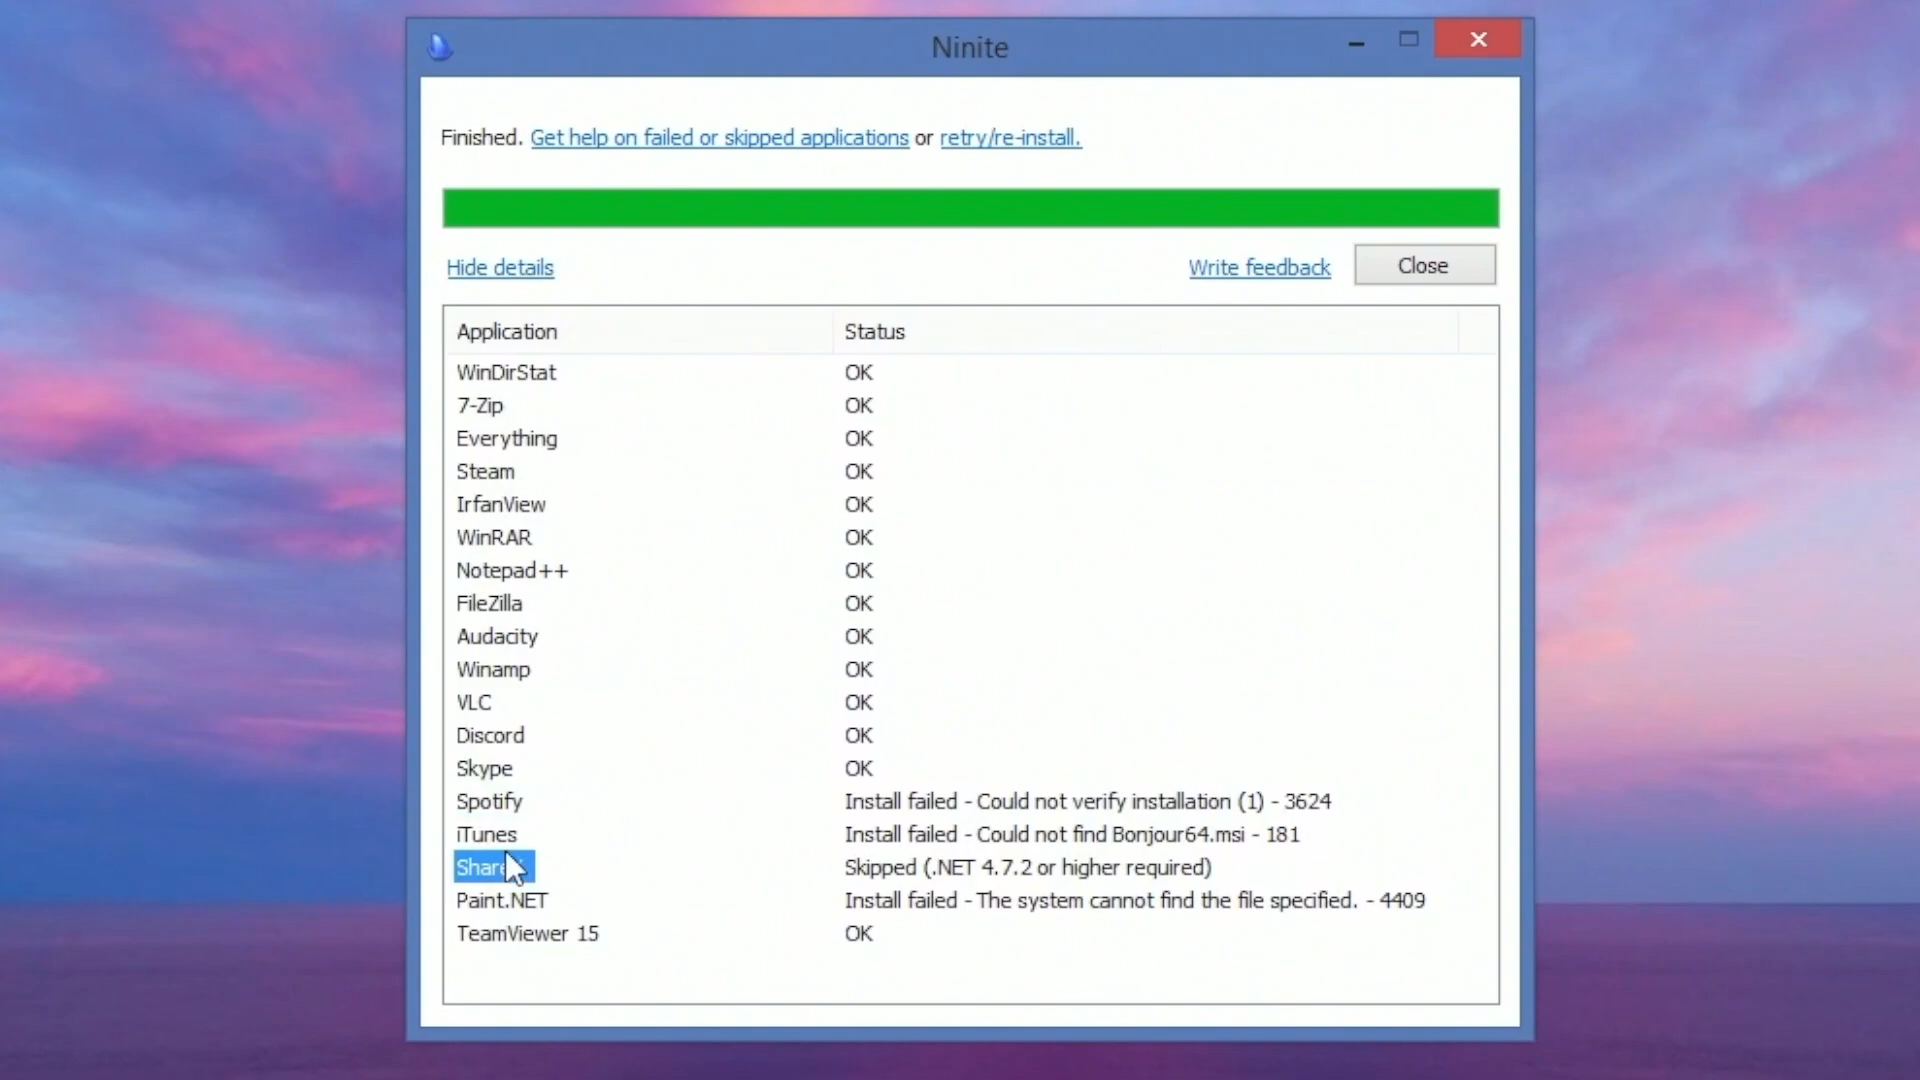 Ninite
Finished. Get help on failed or skipped applications or retry/re-install.
Hide details
Write feedback
Close
Application Status
WinDirStat OK
7-Zip OK
Everything OK
Steam OK
IrfanView OK
WinRAR OK
Notepad++ OK
FileZilla OK
Audacity OK
Winamp OK
VLC OK
Discord OK
Skype OK
Spotify Install failed - Could not verify installation (1) - 3624
iTunes Install failed - Could not find Bonjour64.msi - 181
Skipped (.NET 4.7.2 or higher required)
Paint.NET Install failed - The system cannot find the file specified. - 4409
TeamViewer 15 OK